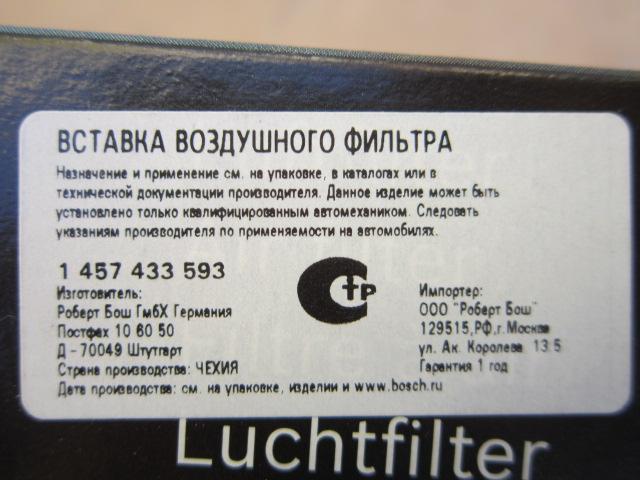 ВСТАВКА ВОЗДУШНОГО ФИЛЬТРА
Назначение и применение см. на упаковке, в каталогах или в
технической документации производителя. Данное изделие может быть
установлено только квалифицированным автомехаником. Следовать
указаниям производителя по применяемости на автомобилях.
1 457 433 593
Изготовитель:
Роберт Бош ГмбХ Германия
Постфах 10 60 50
Д - 70049 Штутгарт
Страна производства: ЧЕХИЯ
Дата производства: см. на упаковке, изделии и www.bosch.ru
Стр
Импортер:
ООО "Роберт Бош"
129515,РФ,г.Москва
ул. Ак. Королева 13 5
Гарантия 1 год
Luchtfilter